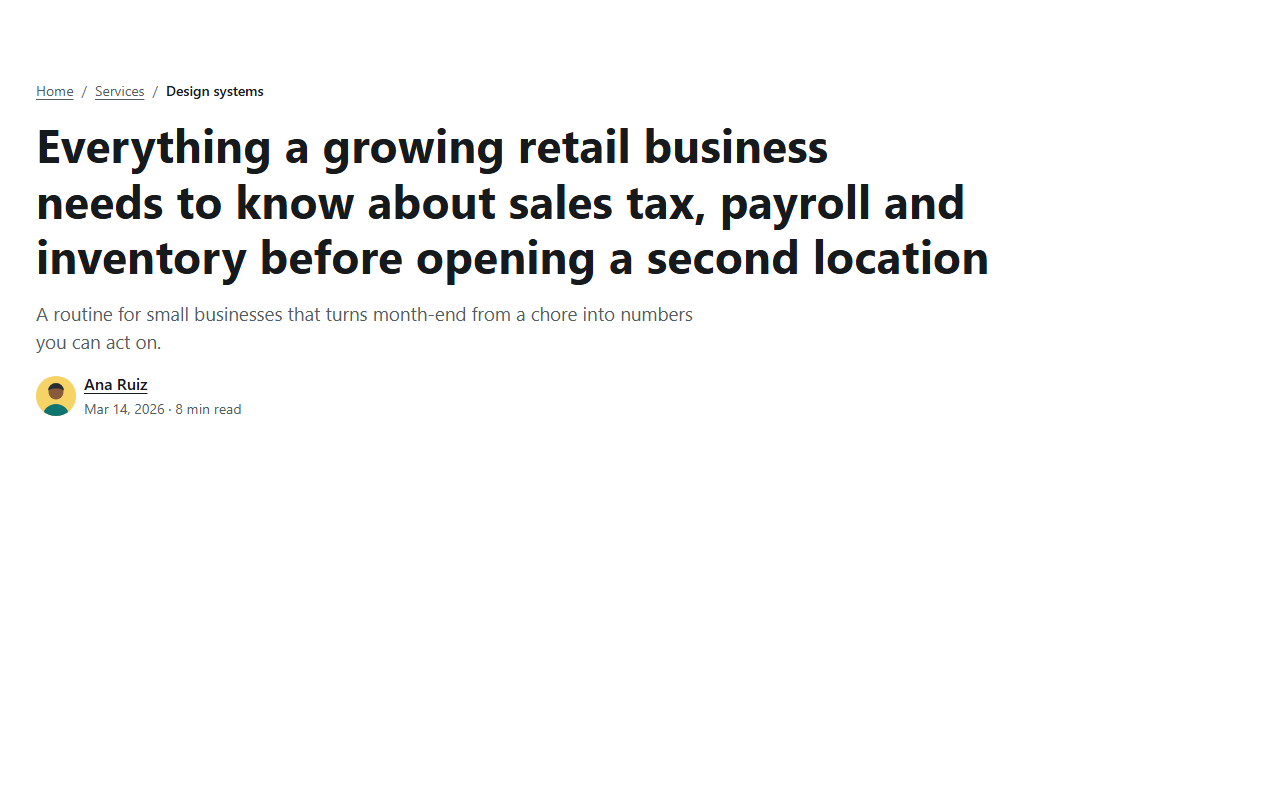 Home / Services / Design systems
Everything a growing retail business
needs to know about sales tax, payroll and
inventory before opening a second location
A routine for small businesses that turns month-end from a chore into numbers
you can act on.
Ana Ruiz
Mar 14, 2026 · 8 min read